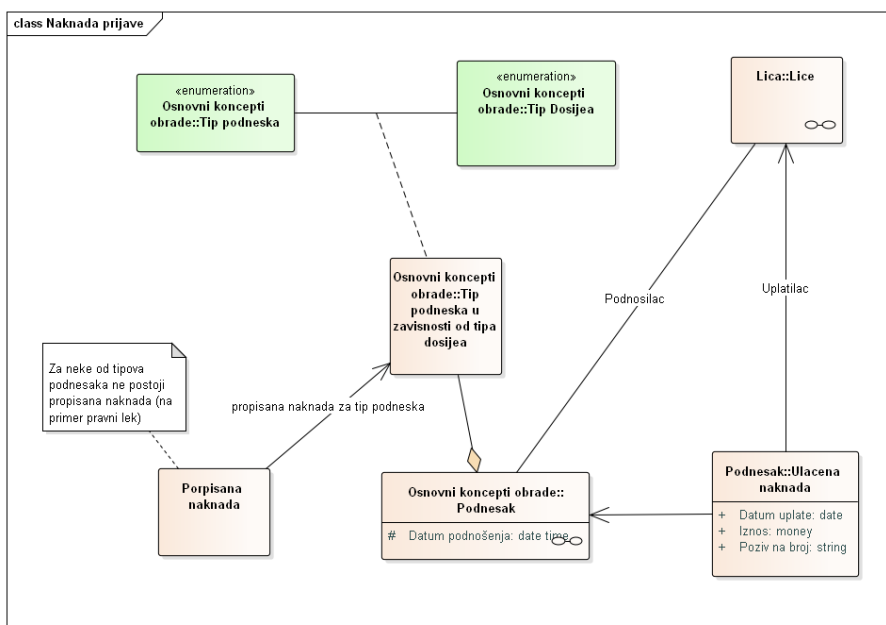 class Naknada prijave
«enumeration»
Osnovni koncepti
obrade::Tip podneska
«enumeration»
Osnovni koncepti
obrade::Tip Dosijea
Lica::Lice
Osnovni koncepti
obrade::Tip
podneska u
zavisnosti od tipa
dosijea
Podnosilac
Uplatilac
Za neke od tipova
podnesaka ne postoji
propisana naknada (na
primer pravni lek)
propisana naknada za tip podneska
Porpisana
naknada
Osnovni koncepti obrade::
Podnesak
# Datum podnošenja: date time
Podnesak::Ulacena
naknada
+ Datum uplate: date
+ Iznos: money
+ Poziv na broj: string